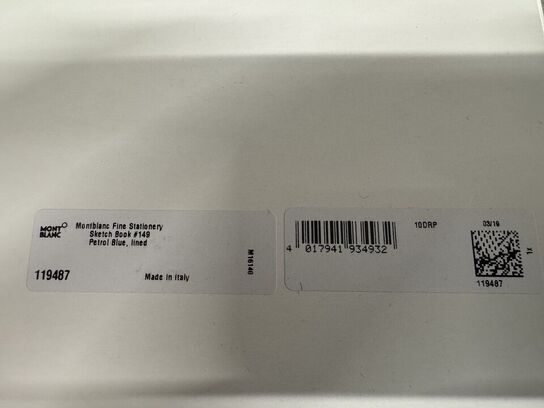 MONT
BLANC
Montblanc Fine Stationery
Sketch Book #149
Petrol Blue, lined
119487
Made in Italy
M16140
4 017941 934932
10DRP
03/19
XL
119487